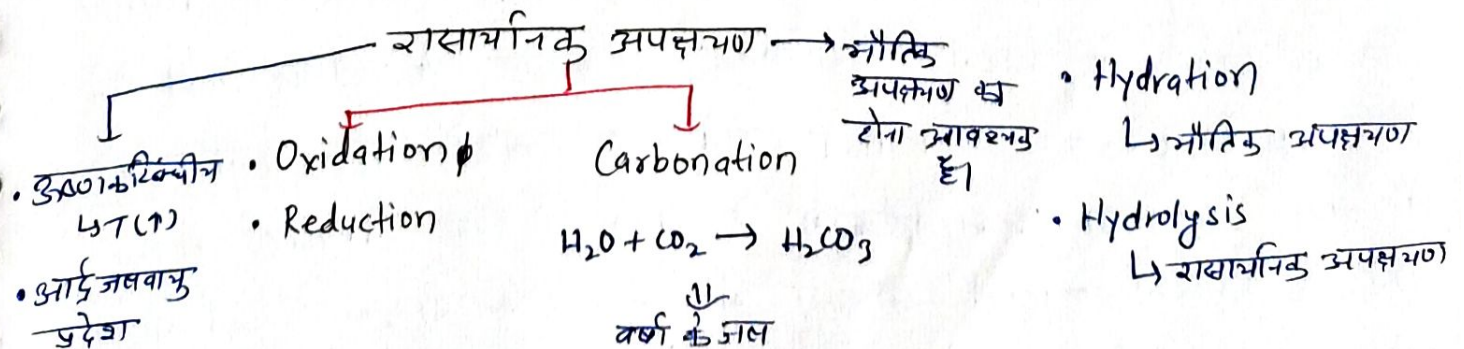 रासायनिक अपक्षयण → भौतिक
अपक्षयण का
होना आवश्यक
है।
• उष्णकटिबंधीय
↳ T(↑)
• आर्द्र जलवायु
प्रदेश
• Oxidation
• Reduction
Carbonation
H₂O + CO₂ → H₂CO₃
⇓
वर्षा के जल
• Hydration
↳ भौतिक अपक्षयण
• Hydrolysis
↳ रासायनिक अपक्षयण